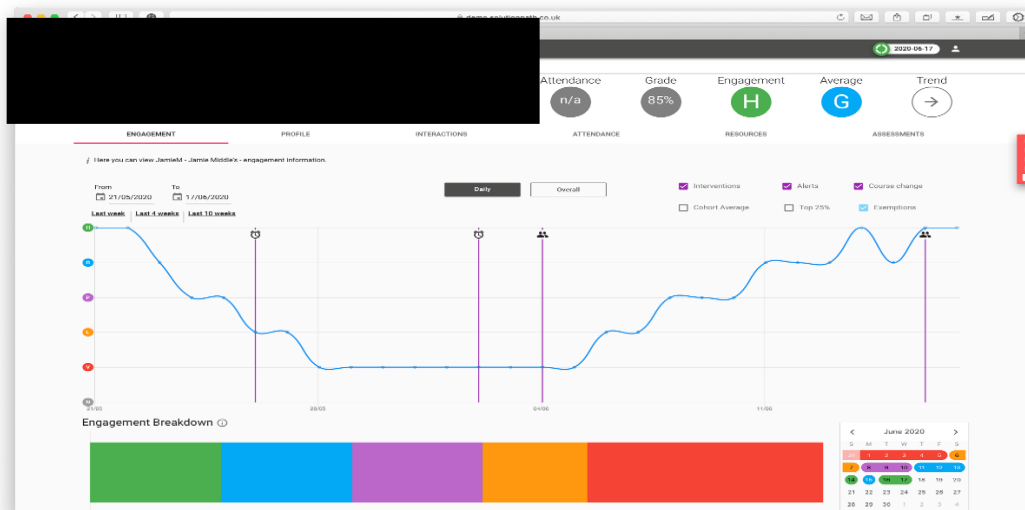 demo.solutionpath.co.uk
2020-06-17
Attendance Grade Engagement Average Trend
n/a 85% H G →
ENGAGEMENT PROFILE INTERACTIONS ATTENDANCE RESOURCES ASSESSMENTS
i Here you can view JamieM - Jamie Middle's - engagement information.
From To
21/05/2020 17/06/2020
Last week Last 4 weeks Last 10 weeks
Daily Overall
Interventions Alerts Course change
Cohort Average Top 25% Exemptions
H
G
P
L
V
N
21/05 28/05 04/06 11/06
Engagement Breakdown
June 2020
S M T W T F S
31 1 2 3 4 5 6
7 8 9 10 11 12 13
14 15 16 17 18 19 20
21 22 23 24 25 26 27
28 29 30 1 2 3 4